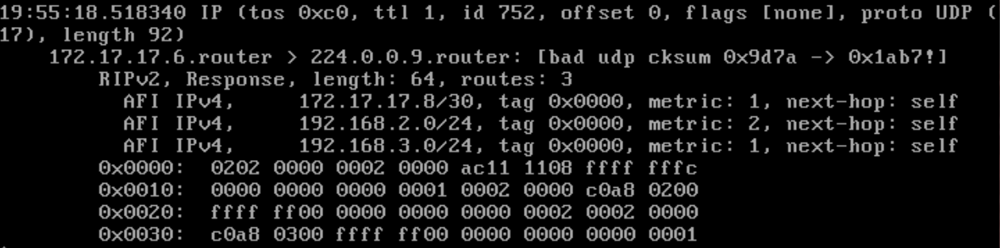 19:55:18.518340 IP (tos 0xc0, ttl 1, id 752, offset 0, flags [none], proto UDP (
17), length 92)
    172.17.17.6.router > 224.0.0.9.router: [bad udp cksum 0x9d7a -> 0x1ab7!]
        RIPv2, Response, length: 64, routes: 3
          AFI IPv4,     172.17.17.8/30, tag 0x0000, metric: 1, next-hop: self
          AFI IPv4,     192.168.2.0/24, tag 0x0000, metric: 2, next-hop: self
          AFI IPv4,     192.168.3.0/24, tag 0x0000, metric: 1, next-hop: self
        0x0000:  0202 0000 0002 0000 ac11 1108 ffff fffc
        0x0010:  0000 0000 0000 0001 0002 0000 c0a8 0200
        0x0020:  ffff ff00 0000 0000 0000 0002 0002 0000
        0x0030:  c0a8 0300 ffff ff00 0000 0000 0000 0001